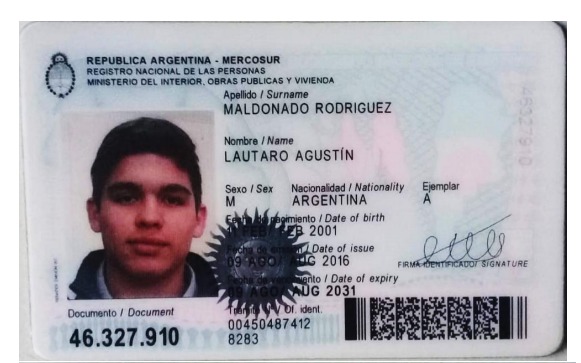 REPUBLICA ARGENTINA - MERCOSUR
REGISTRO NACIONAL DE LAS PERSONAS
MINISTERIO DEL INTERIOR, OBRAS PUBLICAS Y VIVIENDA
Apellido / Surname
MALDONADO RODRIGUEZ
Nombre / Name
LAUTARO AGUSTÍN
Sexo / Sex Nacionalidad / Nationality Ejemplar
M ARGENTINA A
Fecha de nacimiento / Date of birth
FEB/ FEB 2001
Fecha de / Date of issue
09 AGO/ AUG 2016
FIRMA IDENTIFICADO/ SIGNATURE
Fecha de vencimiento / Date of expiry
09 AGO/ AUG 2031
Documento / Document
46.327.910
Trámite Nº / Of. ident.
00450487412
8283